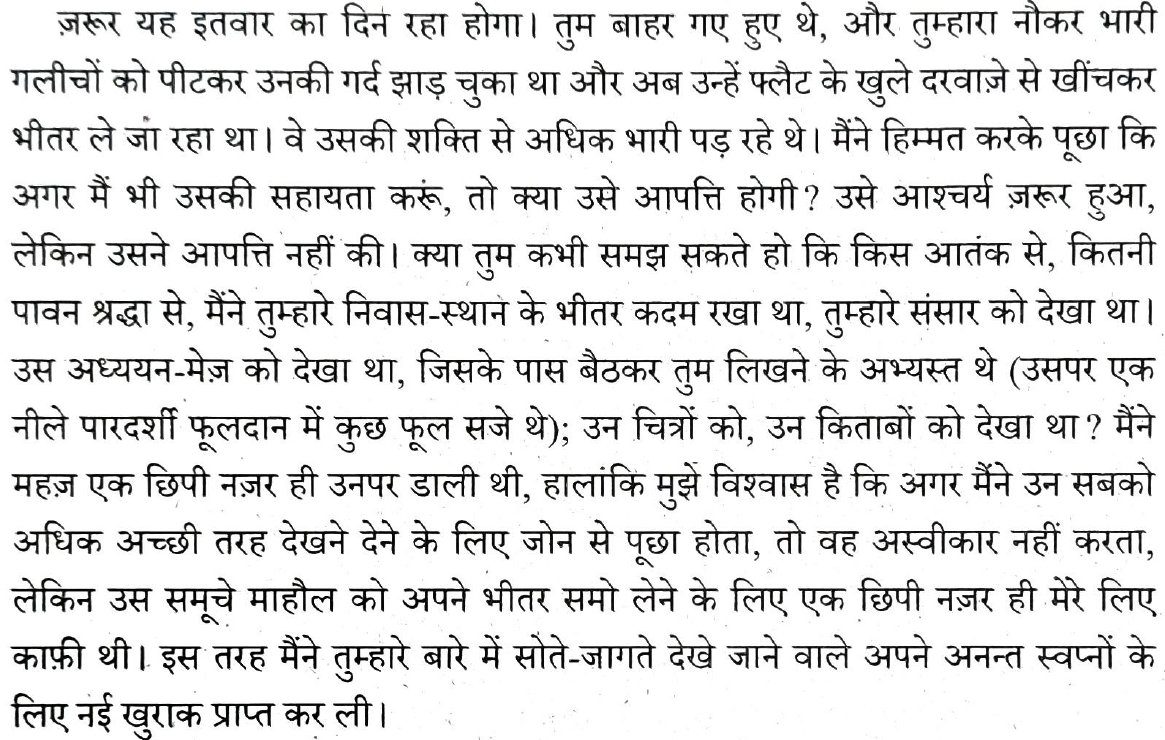 ज़रूर यह इतवार का दिन रहा होगा। तुम बाहर गए हुए थे, और तुम्हारा नौकर भारी
गलीचों को पीटकर उनकी गर्द झाड़ चुका था और अब उन्हें फ्लैट के खुले दरवाज़े से खींचकर
भीतर ले जा रहा था। वे उसकी शक्ति से अधिक भारी पड़ रहे थे। मैंने हिम्मत करके पूछा कि
अगर मैं भी उसकी सहायता करूं, तो क्या उसे आपत्ति होगी? उसे आश्चर्य ज़रूर हुआ,
लेकिन उसने आपत्ति नहीं की। क्या तुम कभी समझ सकते हो कि किस आतंक से, कितनी
पावन श्रद्धा से, मैंने तुम्हारे निवास-स्थान के भीतर कदम रखा था, तुम्हारे संसार को देखा था।
उस अध्ययन-मेज़ को देखा था, जिसके पास बैठकर तुम लिखने के अभ्यस्त थे (उसपर एक
नीले पारदर्शी फूलदान में कुछ फूल सजे थे); उन चित्रों को, उन किताबों को देखा था? मैंने
महज़ एक छिपी नज़र ही उनपर डाली थी, हालांकि मुझे विश्वास है कि अगर मैंने उन सबको
अधिक अच्छी तरह देखने देने के लिए जोन से पूछा होता, तो वह अस्वीकार नहीं करता,
लेकिन उस समूचे माहौल को अपने भीतर समो लेने के लिए एक छिपी नज़र ही मेरे लिए
काफ़ी थी। इस तरह मैंने तुम्हारे बारे में सोते-जागते देखे जाने वाले अपने अनन्त स्वप्नों के
लिए नई खुराक प्राप्त कर ली।